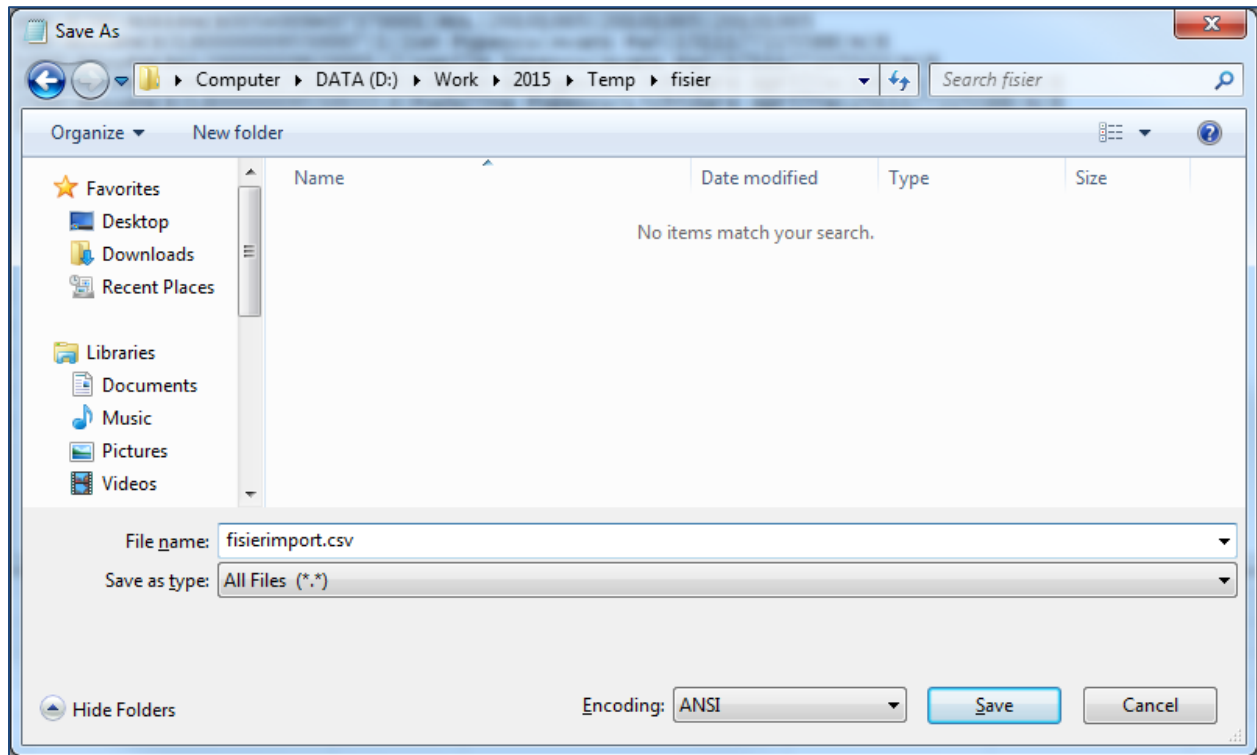 Save As
Computer DATA (D:) Work 2015 Temp fisier Search fisier
Organize New folder
Name Date modified Type Size
No items match your search.
Favorites
Desktop
Downloads
Recent Places
Libraries
Documents
Music
Pictures
Videos
File name: fisierimport.csv
Save as type: All Files (*.*)
Hide Folders Encoding: ANSI Save Cancel